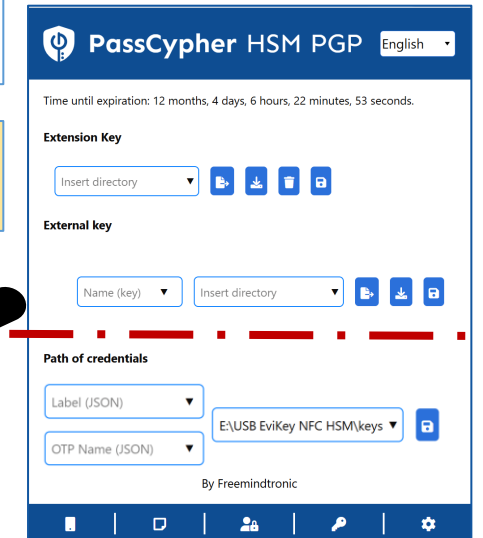 PassCypher HSM PGP
English
Time until expiration: 12 months, 4 days, 6 hours, 22 minutes, 53 seconds.
Extension Key
Insert directory
External key
Name (key)
Insert directory
Path of credentials
Label (JSON)
E:\USB EviKey NFC HSM\keys
OTP Name (JSON)
By Freemindtronic